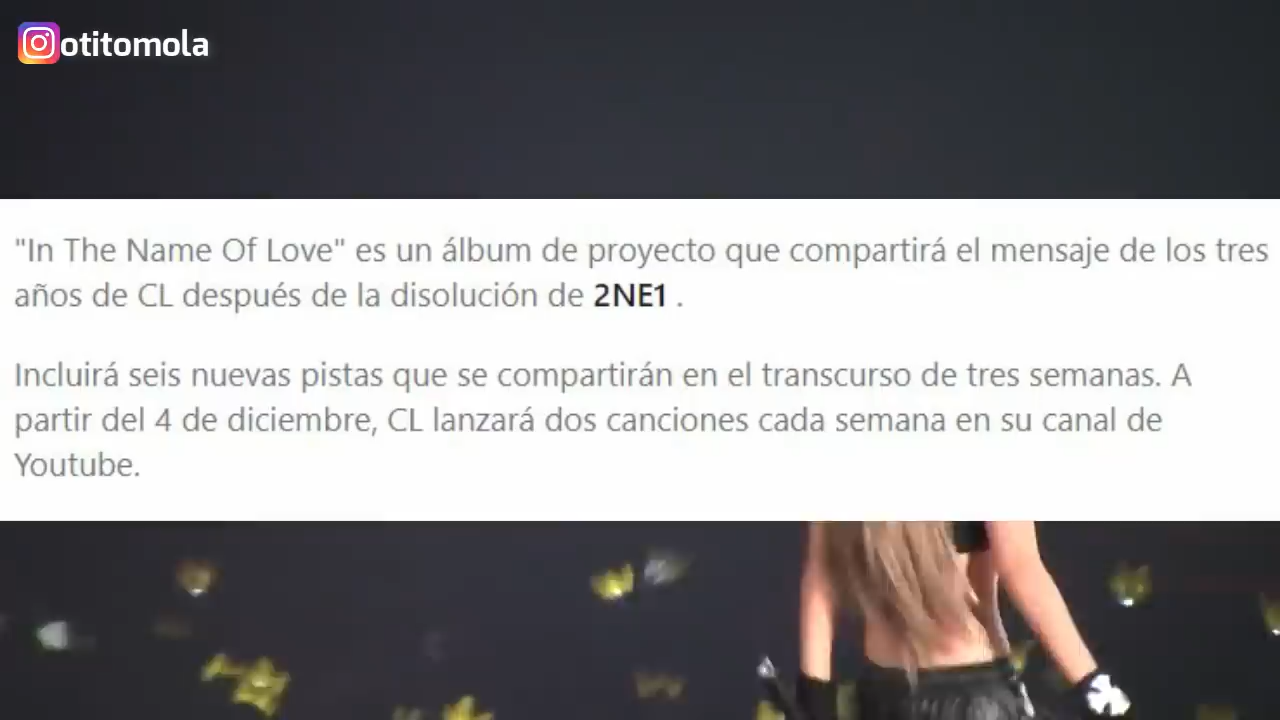 otitomola
"In The Name Of Love" es un álbum de proyecto que compartirá el mensaje de los tres
años de CL después de la disolución de 2NE1 .
Incluirá seis nuevas pistas que se compartirán en el transcurso de tres semanas. A
partir del 4 de diciembre, CL lanzará dos canciones cada semana en su canal de
Youtube.